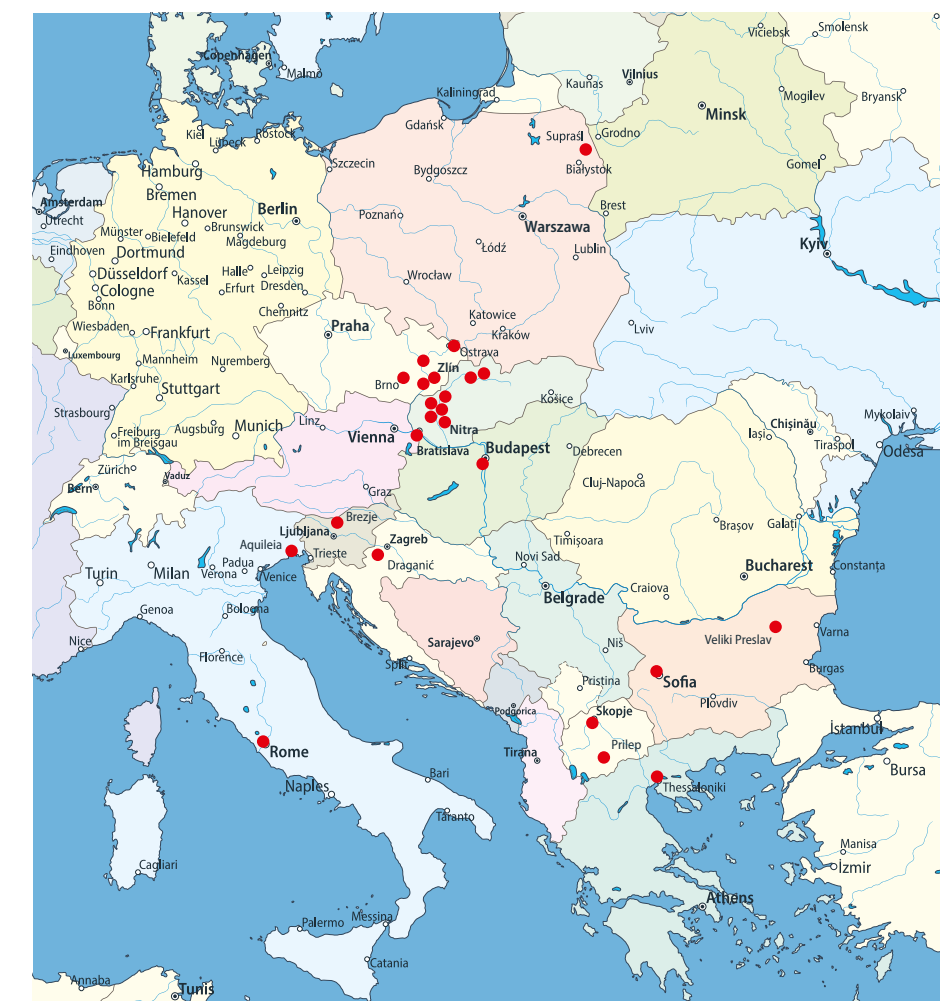 Smolensk
Vičiebsk
Copenhagen
Malmö
Kaunas
Vilnius
Kaliningrad
Mogilev
Bryansk
Minsk
Gdańsk
Kiel
Lübeck
Rostock
Supraśl
Grodno
Szczecin
Białystok
Gomel
Hamburg
Bydgoszcz
Bremen
Amsterdam
Utrecht
Hanover
Berlin
Poznań
Brest
Brunswick
Warszawa
Münster
Bielefeld
Magdeburg
Kyiv
Eindhoven
Dortmund
Łódź
Lublin
Düsseldorf
Halle
Leipzig
Kassel
Wrocław
Cologne
Erfurt
Dresden
Bonn
Chemnitz
Katowice
Wiesbaden
Frankfurt
Praha
Kraków
Lviv
Luxembourg
Ostrava
Mannheim
Nuremberg
Zlín
Karlsruhe
Brno
Stuttgart
Košice
Strasbourg
Mykolaiv
Freiburg
im Breisgau
Augsburg
Munich
Linz
Vienna
Nitra
Chișinău
Iași
Tiraspol
Bratislava
Budapest
Debrecen
Odesa
Zürich
Vaduz
Bern
Graz
Cluj-Napoca
Brezje
Ljubljana
Brașov
Galați
Aquileia
Trieste
Zagreb
Timișoara
Padua
Draganić
Novi Sad
Turin
Milan
Verona
Venice
Bucharest
Constanța
Craiova
Belgrade
Genoa
Bologna
Nice
Sarajevo
Veliki Preslav
Varna
Florence
Split
Niš
Burgas
Priština
Sofia
Plovdiv
Podgorica
Skopje
İstanbul
Rome
Tirana
Prilep
Bari
Bursa
Naples
Thessaloniki
Taranto
Manisa
Cagliari
İzmir
Athens
Palermo
Messina
Catania
Annaba
Tunis